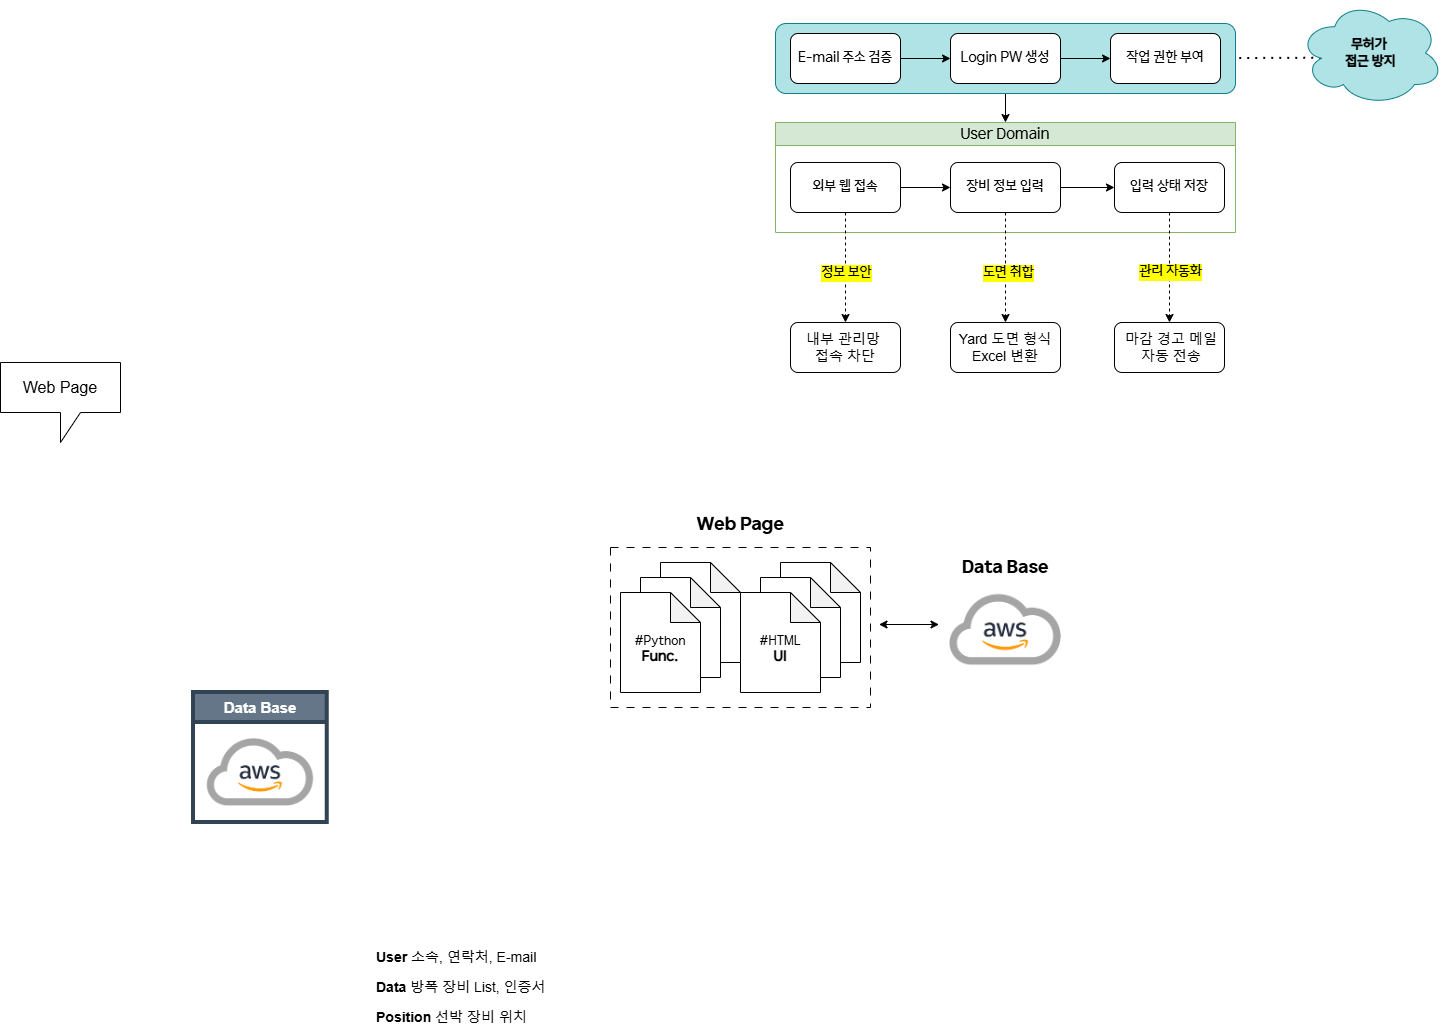 E-mail 주소 검증
Login PW 생성
작업 권한 부여
무허가
접근 방지
User Domain
외부 웹 접속
장비 정보 입력
입력 상태 저장
정보 보안
도면 취합
관리 자동화
내부 관리망
접속 차단
Yard 도면 형식
Excel 변환
마감 경고 메일
자동 전송
Web Page
Web Page
#Python
Func.
#HTML
UI
Data Base
aws
Data Base
aws
User 소속, 연락처, E-mail
Data 방폭 장비 List, 인증서
Position 선박 장비 위치